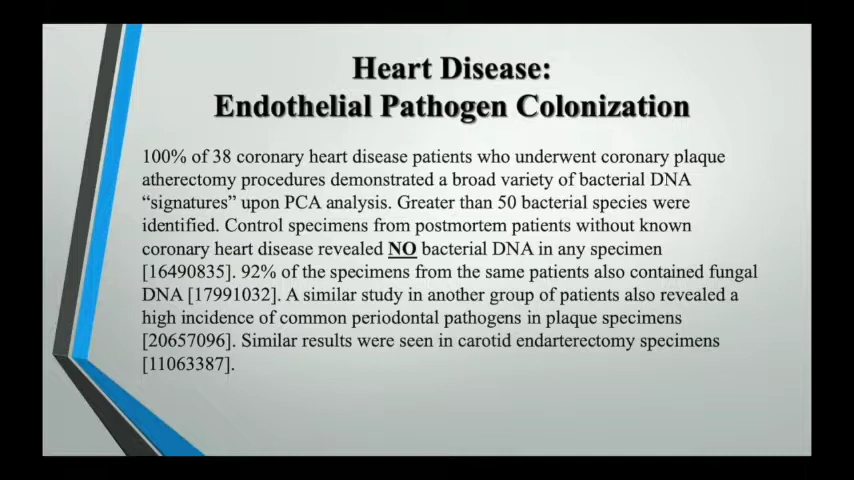 Heart Disease:
Endothelial Pathogen Colonization
100% of 38 coronary heart disease patients who underwent coronary plaque
atherectomy procedures demonstrated a broad variety of bacterial DNA
“signatures” upon PCA analysis. Greater than 50 bacterial species were
identified. Control specimens from postmortem patients without known
coronary heart disease revealed NO bacterial DNA in any specimen
[16490835]. 92% of the specimens from the same patients also contained fungal
DNA [17991032]. A similar study in another group of patients also revealed a
high incidence of common periodontal pathogens in plaque specimens
[20657096]. Similar results were seen in carotid endarterectomy specimens
[11063387].